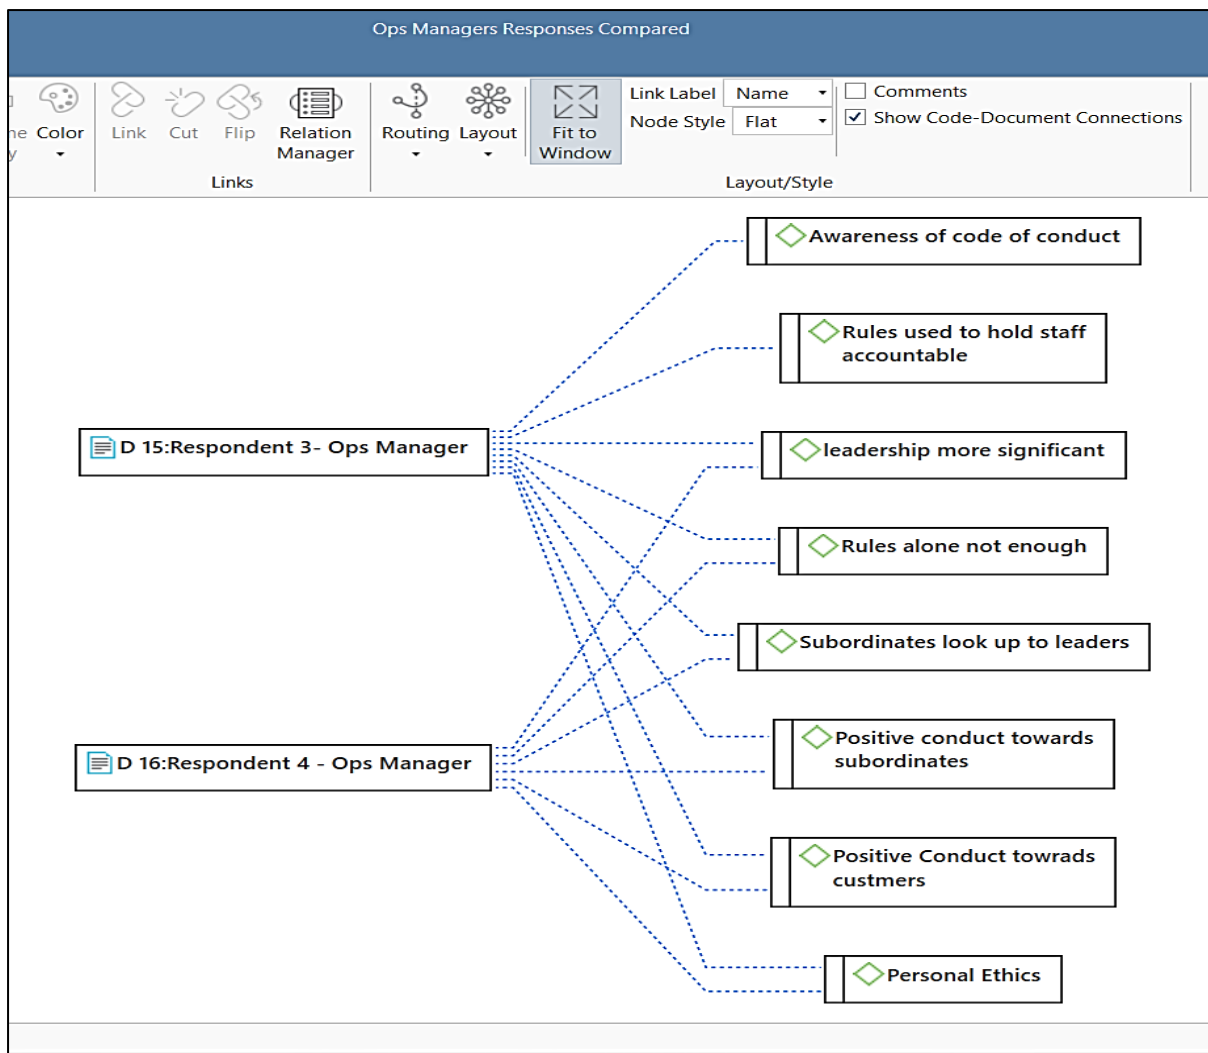 Ops Managers Responses Compared
ne Color
y
Link Cut Flip Relation
Manager
Links
Routing Layout
Fit to
Window
Link Label Name
Node Style Flat
Comments
Show Code-Document Connections
Layout/Style
Awareness of code of conduct
Rules used to hold staff
accountable
D 15:Respondent 3- Ops Manager
leadership more significant
Rules alone not enough
Subordinates look up to leaders
Positive conduct towards
subordinates
D 16:Respondent 4 - Ops Manager
Positive Conduct towrads
custmers
Personal Ethics